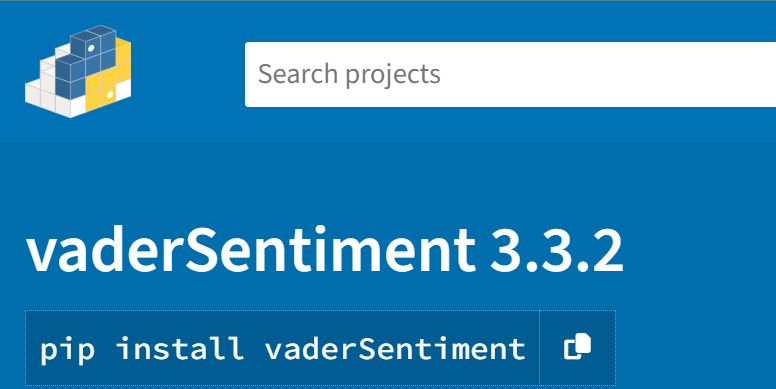 Search projects
vaderSentiment 3.3.2
pip install vaderSentiment